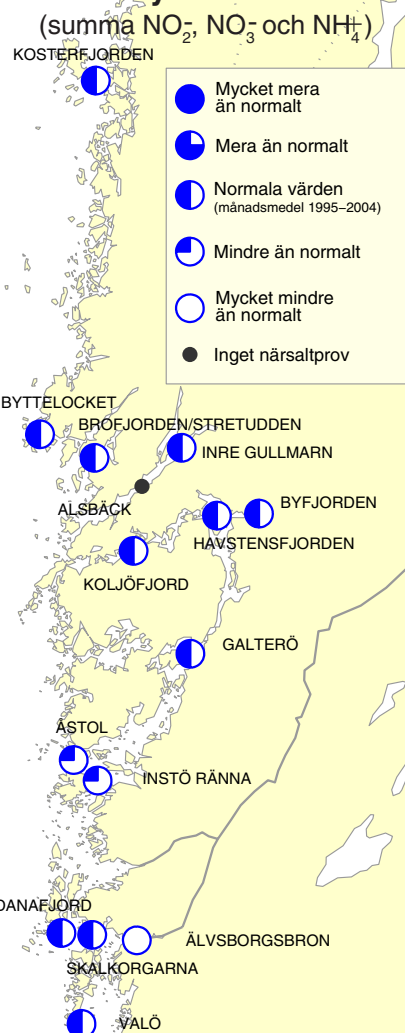 (summa NO₂⁻, NO₃⁻ och NH₄⁺)
KOSTERFJORDEN
Mycket mera
än normalt
Mera än normalt
Normala värden
(månadsmedel 1995–2004)
Mindre än normalt
Mycket mindre
än normalt
Inget närsaltprov
BYTTELOCKET
BROFJORDEN/STRETUDDEN
INRE GULLMARN
ALSBÄCK
BYFJORDEN
HAVSTENSFJORDEN
KOLJÖFJORD
GALTERÖ
ÅSTOL
INSTÖ RÄNNA
DANAFJORD
ÄLVSBORGSBRON
SKALKORGARNA
VALÖ